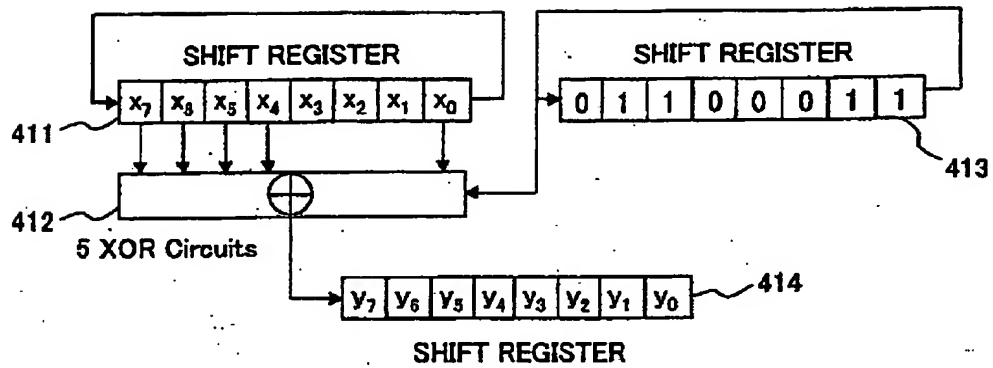 SHIFT REGISTER
SHIFT REGISTER
x7 x8 x5 x4 x3 x2 x1 x0
0 1 1 0 0 0 1 1
411
413
412
5 XOR Circuits
y7 y6 y5 y4 y3 y2 y1 y0
414
SHIFT REGISTER